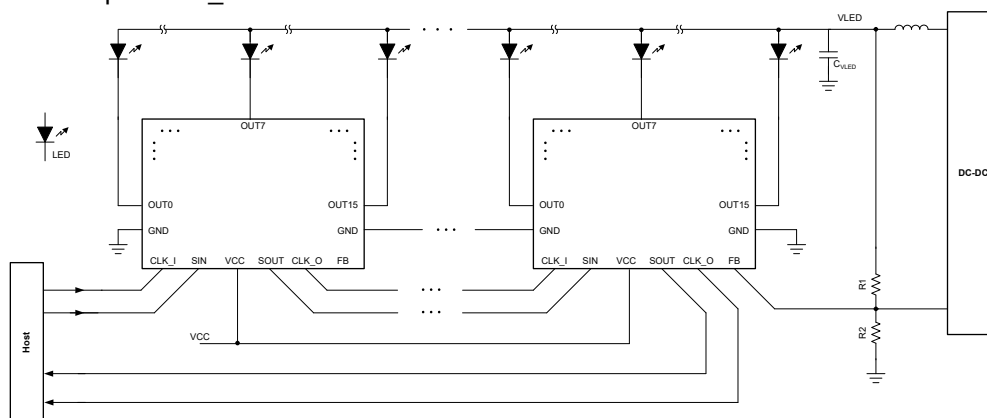 VLED
C_VLED
OUT7
OUT7
LED
DC-DC
OUT0
OUT15
OUT0
OUT15
GND
GND
GND
GND
CLK_I SIN VCC SOUT CLK_O FB
CLK_I SIN VCC SOUT CLK_O FB
R1
R2
VCC
Host